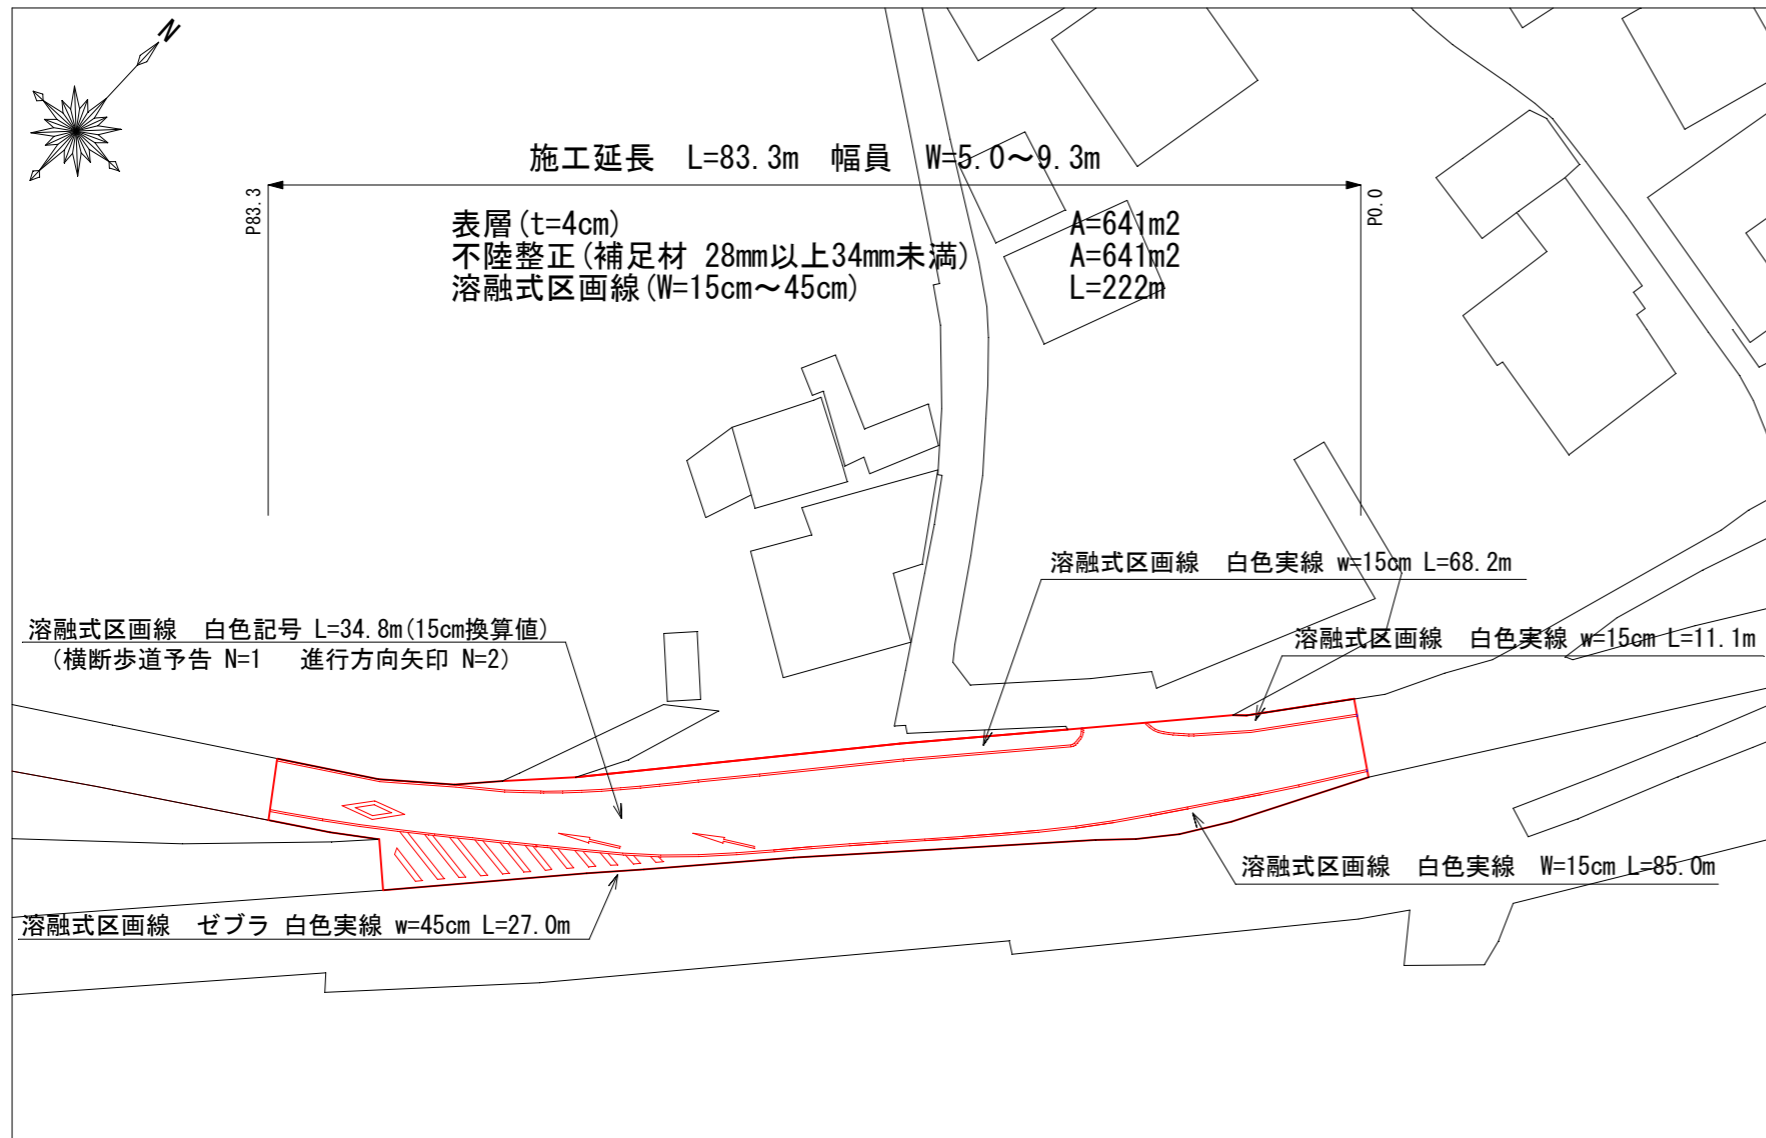 N
施工延長　L=83.3m　幅員　W=5.0～9.3m
P83.3
P0.0
表層(t=4cm) A=641m2
不陸整正(補足材 28mm以上34mm未満) A=641m2
溶融式区画線(W=15cm～45cm) L=222m
溶融式区画線　白色実線 w=15cm L=68.2m
溶融式区画線　白色記号 L=34.8m(15cm換算値)
(横断歩道予告 N=1　進行方向矢印 N=2)
溶融式区画線　白色実線 w=15cm L=11.1m
溶融式区画線　白色実線　W=15cm L=85.0m
溶融式区画線　ゼブラ 白色実線 w=45cm L=27.0m